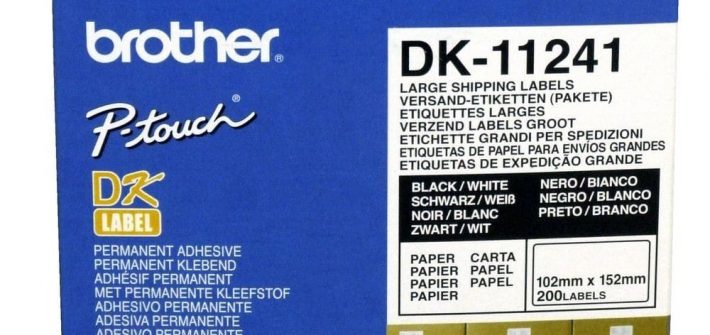 brother.
P-touch®
DK
LABEL
PERMANENT ADHESIVE
PERMANENT KLEBEND
ADHÉSIF PERMANENT
MET PERMANENTE KLEEFSTOF
ADESIVO PERMANENTE
ADESIVA PERMANENTE
ADESIVO PERMANENTE
DK-11241
LARGE SHIPPING LABELS
VERSAND-ETIKETTEN (PAKETE)
ETIQUETTES LARGES
VERZEND LABELS GROOT
ETICHETTE GRANDI PER SPEDIZIONI
ETIQUETAS DE PAPEL PARA ENVÍOS GRANDES
ETIQUETAS DE EXPEDIÇÃO GRANDE
BLACK/WHITE
SCHWARZ/WEIß
NOIR/BLANC
ZWART/WIT
NERO/BIANCO
NEGRO/BLANCO
PRETO/BRANCO
PAPER
PAPIER
PAPIER
PAPIER
CARTA
PAPEL
PAPEL
102mm x 152mm
200LABELS